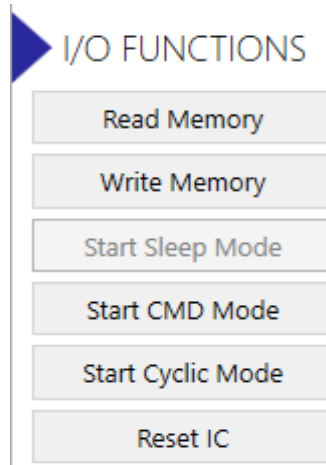 I/O FUNCTIONS
Read Memory
Write Memory
Start Sleep Mode
Start CMD Mode
Start Cyclic Mode
Reset IC